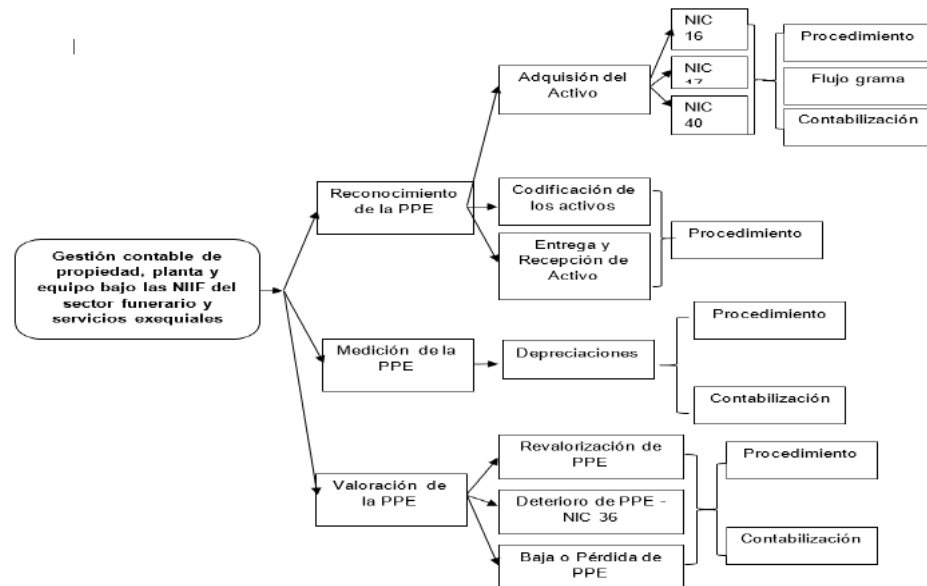 Gestión contable de
propiedad, planta y
equipo bajo las NIIF del
sector funerario y
servicios exequiales
Reconocimiento
de la PPE
Adquisión del
Activo
NIC
16
NIC
17
NIC
40
Procedimiento
Flujo grama
Contabilización
Codificación de
los activos
Entrega y
Recepción de
Activo
Procedimiento
Medición de la
PPE
Depreciaciones
Procedimiento
Contabilización
Valoración de
la PPE
Revalorización de
PPE
Deterioro de PPE -
NIC 36
Baja o Pérdida de
PPE
Procedimiento
Contabilización